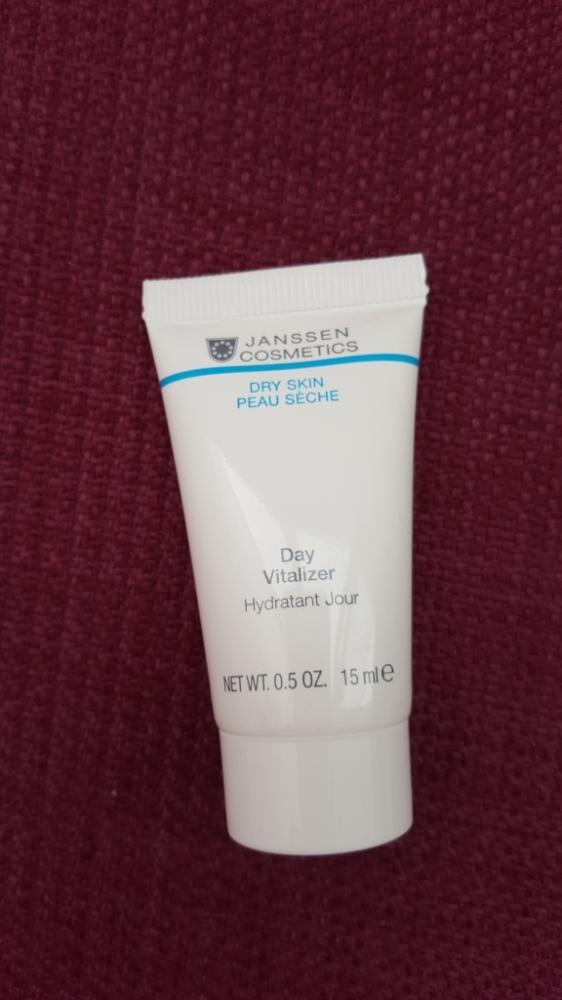 JANSSEN
COSMETICS
DRY SKIN
PEAU SÈCHE
Day
Vitalizer
Hydratant Jour
NET WT. 0.5 OZ. 15 ml e